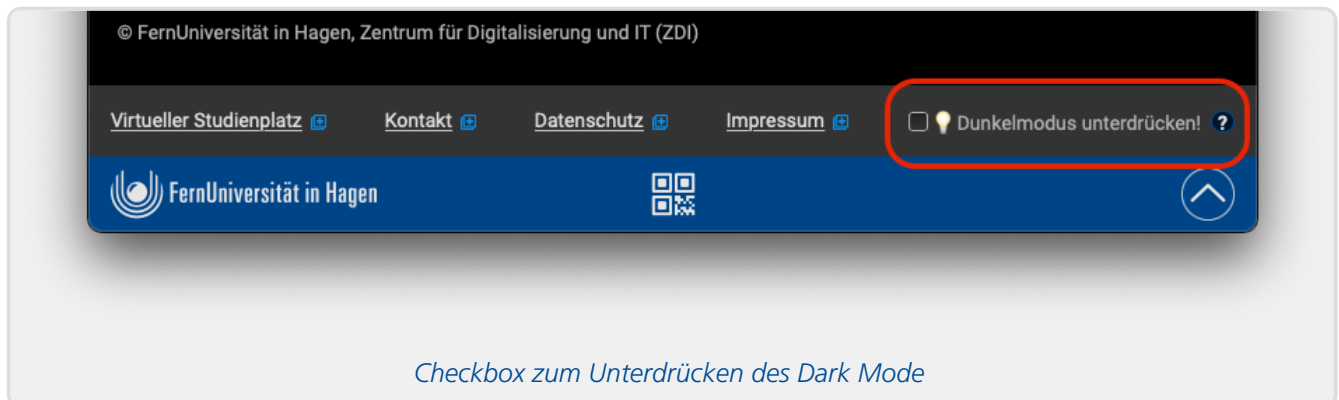 © FernUniversität in Hagen, Zentrum für Digitalisierung und IT (ZDI)
Virtueller Studienplatz Kontakt Datenschutz Impressum Dunkelmodus unterdrücken! ?
FernUniversität in Hagen
Checkbox zum Unterdrücken des Dark Mode